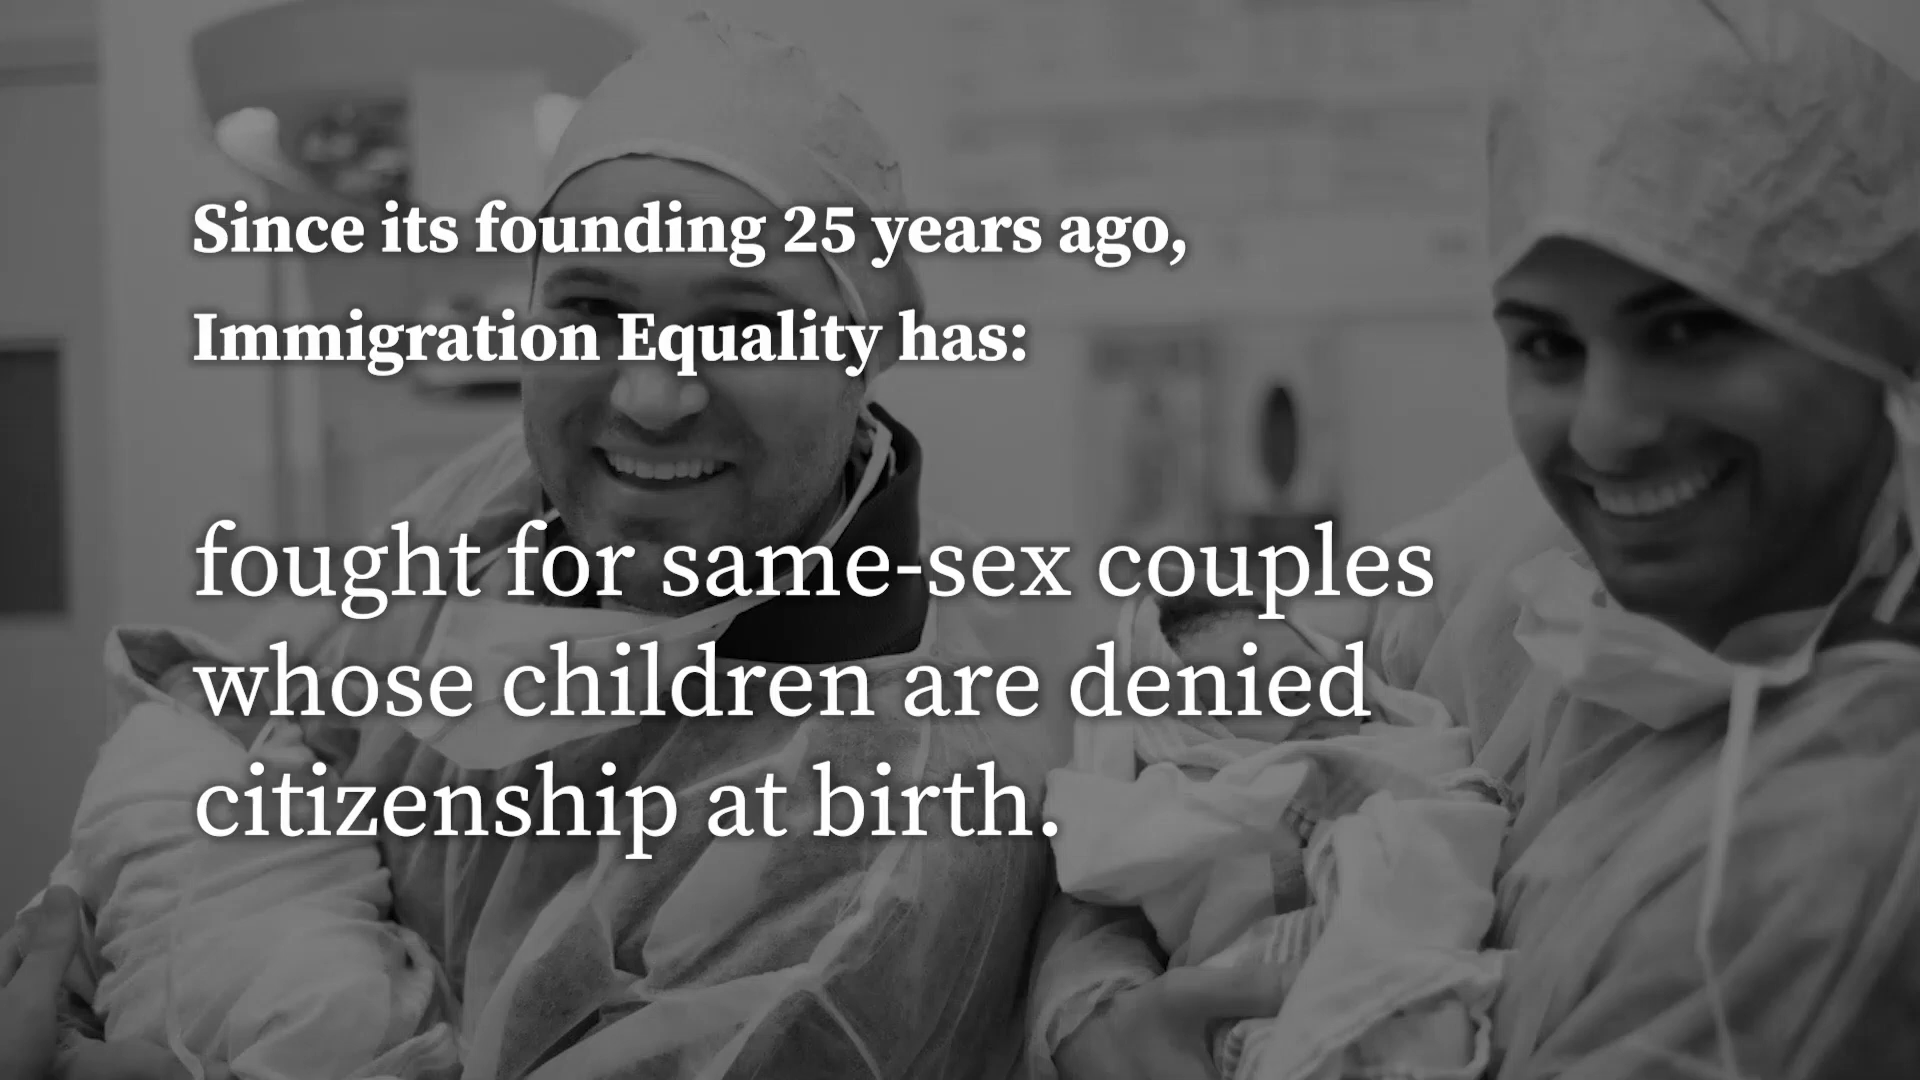 Since its founding 25 years ago,
Immigration Equality has:
fought for same-sex couples
whose children are denied
citizenship at birth.